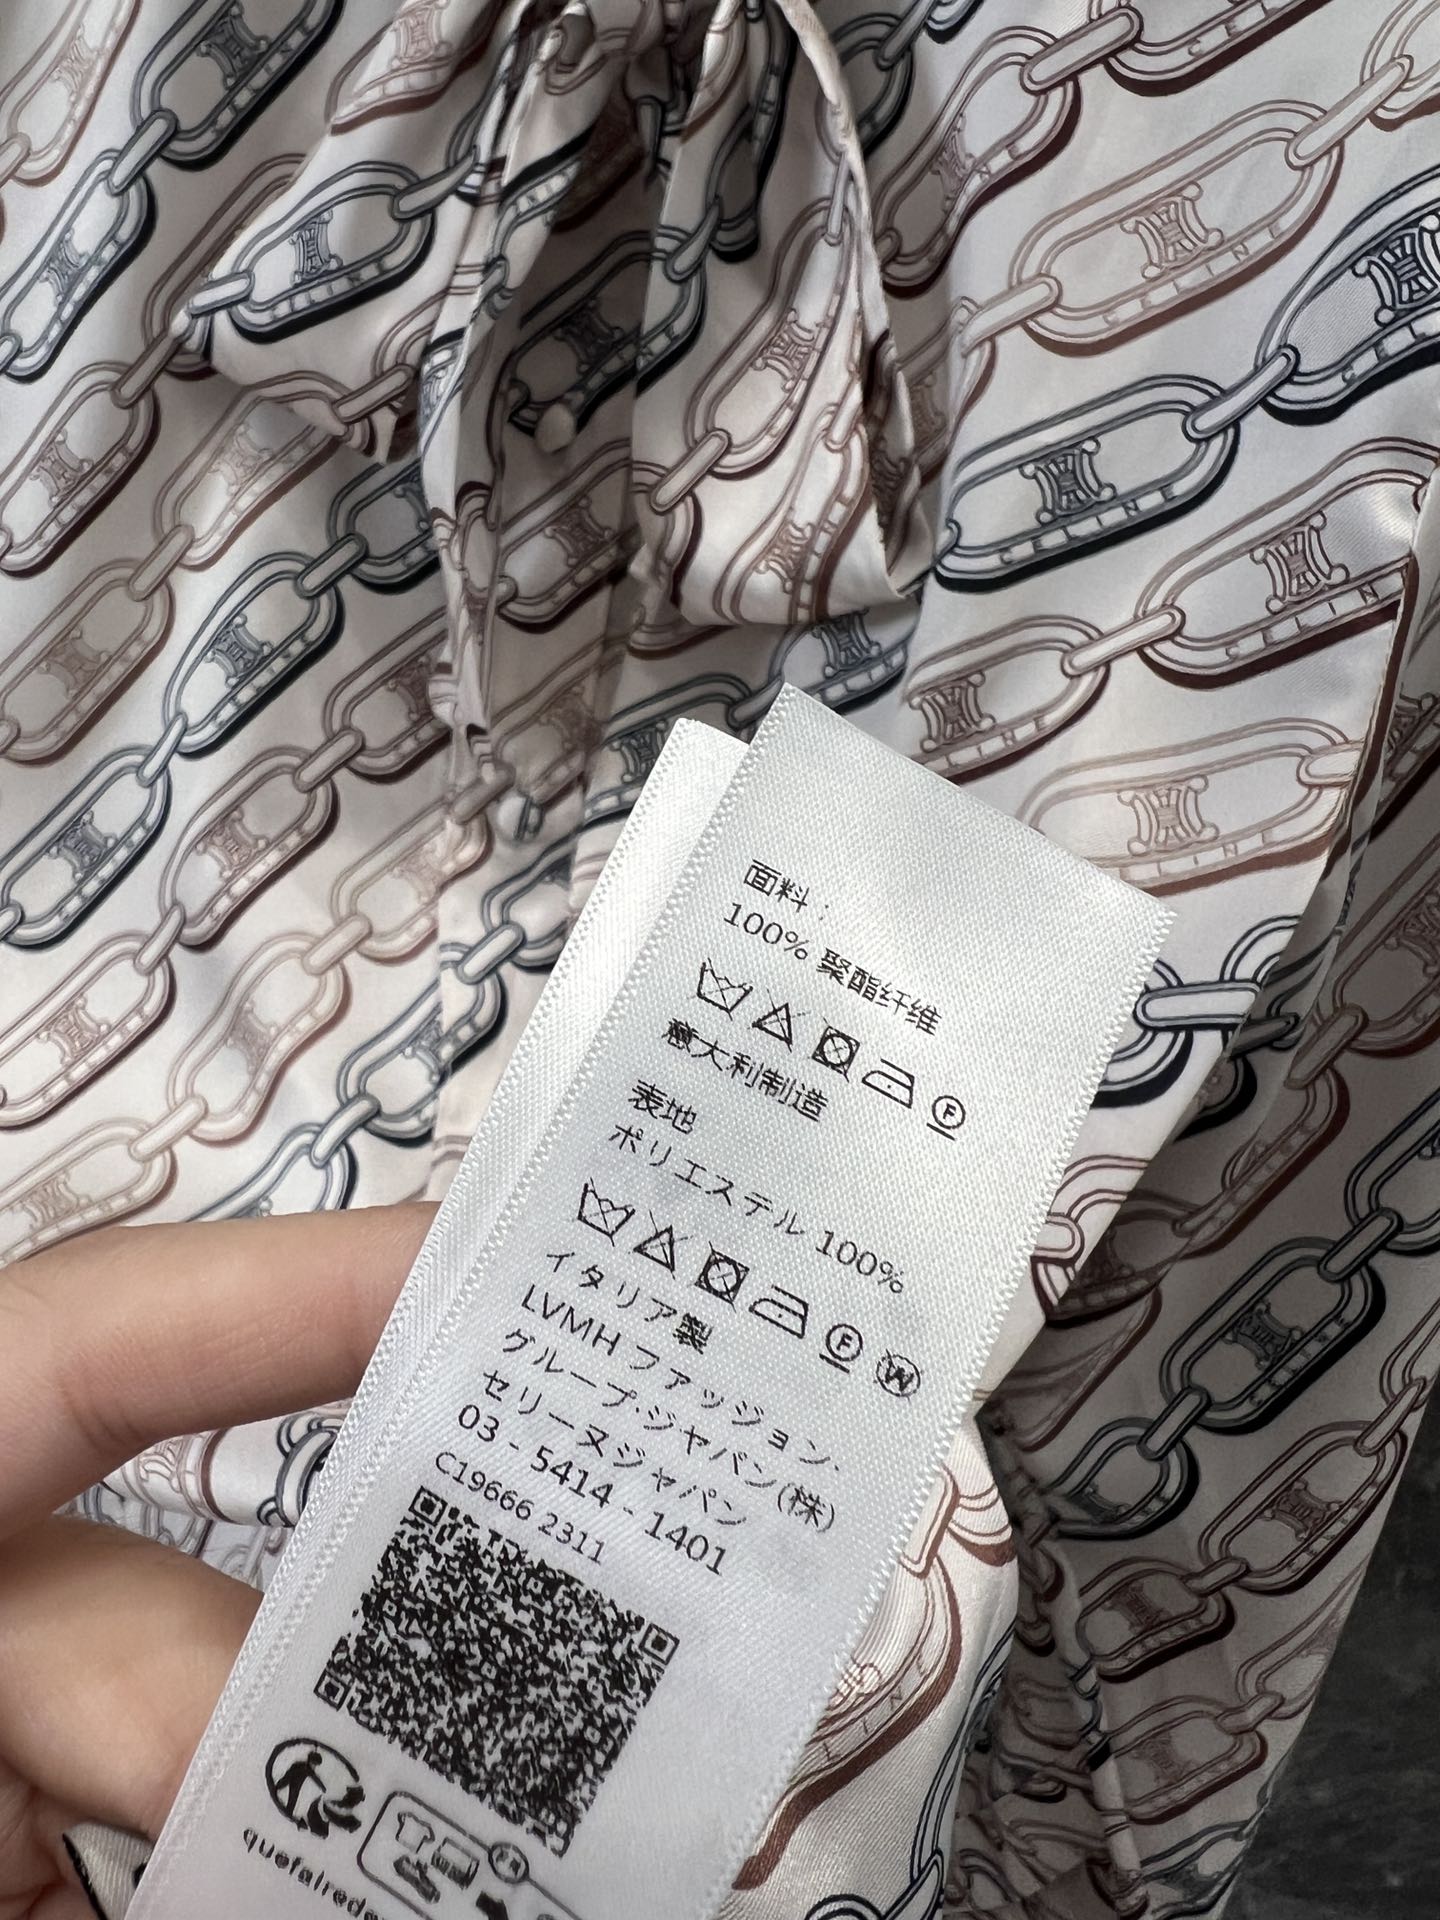 面料：
100% 聚酯纤维
F
意大利制造
表地
ポリエステル 100%
F W
イタリア製
LVMH ファッション.
グループ·ジャパン(株)
セリーヌジャパン
03 - 5414 - 1401
C19666 2311
FR
CELINE